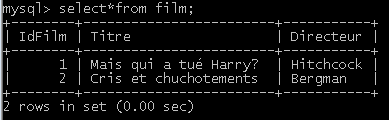 mysql> select*from film;
+--------+---------------------+-----------+
| IdFilm | Titre               | Directeur |
+--------+---------------------+-----------+
|      1 | Mais qui a tué Harry? | Hitchcock |
|      2 | Cris et chuchotements | Bergman   |
+--------+---------------------+-----------+
2 rows in set (0.00 sec)